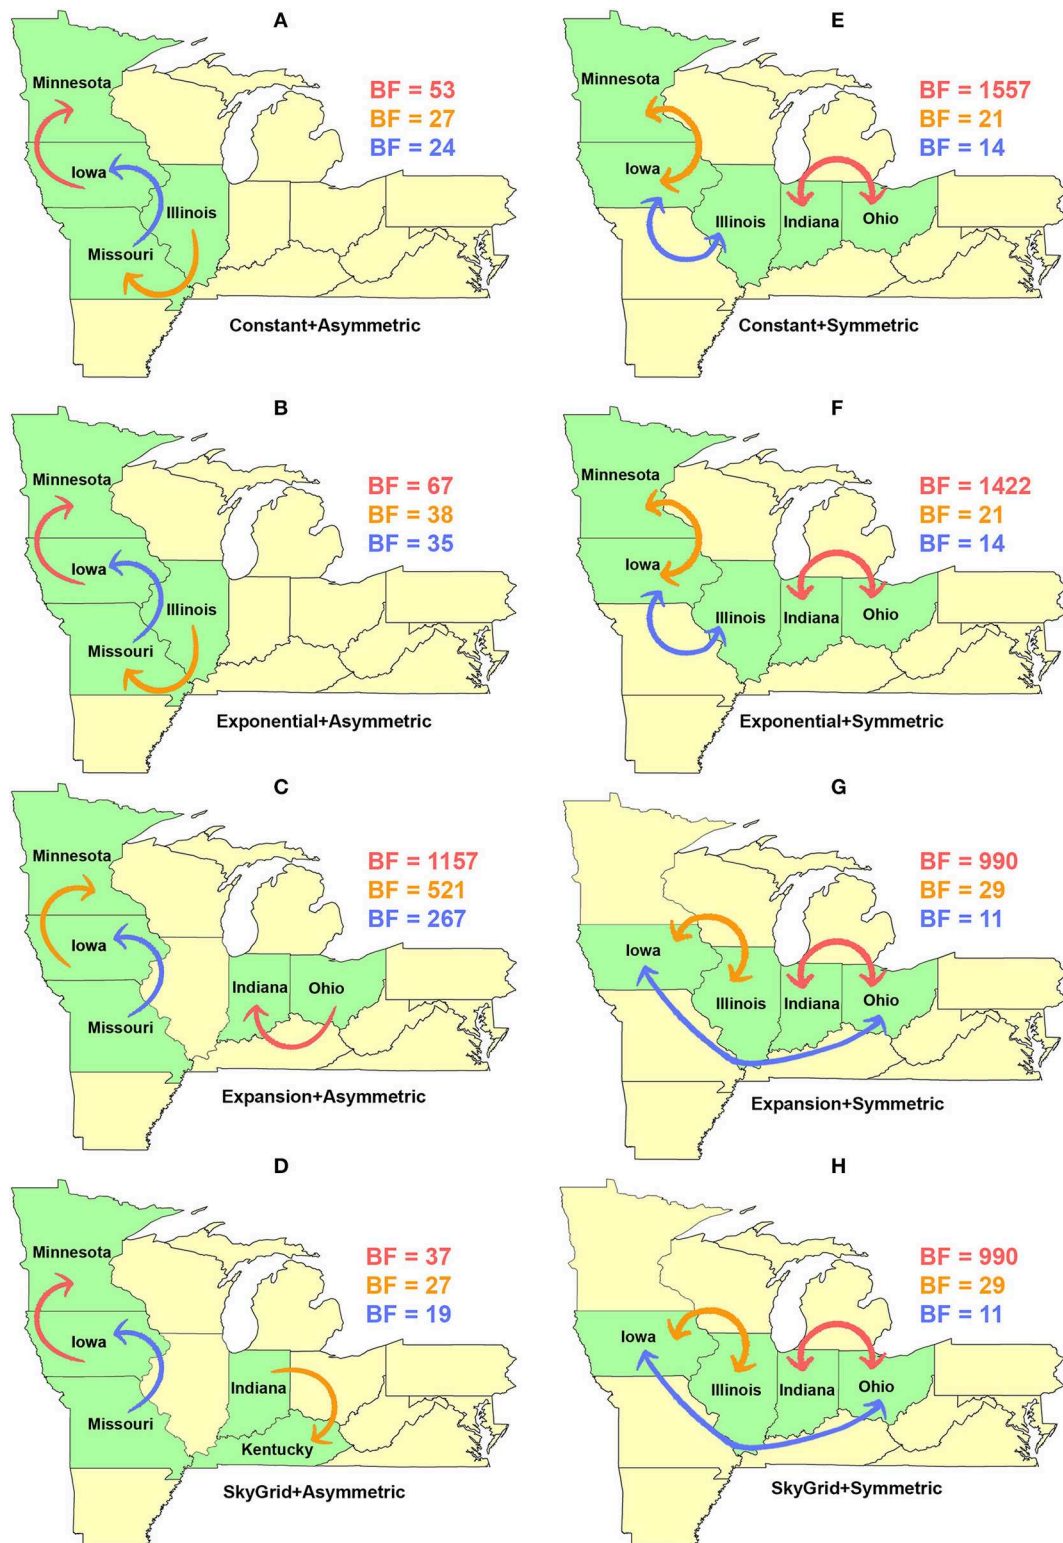 A
Minnesota
BF = 53
BF = 27
BF = 24
Iowa
Illinois
Missouri
Constant+Asymmetric
E
Minnesota
BF = 1557
BF = 21
BF = 14
Iowa
Illinois
Indiana
Ohio
Constant+Symmetric
B
Minnesota
BF = 67
BF = 38
BF = 35
Iowa
Illinois
Missouri
Exponential+Asymmetric
F
Minnesota
BF = 1422
BF = 21
BF = 14
Iowa
Illinois
Indiana
Ohio
Exponential+Symmetric
C
Minnesota
BF = 1157
BF = 521
BF = 267
Iowa
Indiana
Ohio
Missouri
Expansion+Asymmetric
G
BF = 990
BF = 29
BF = 11
Iowa
Illinois
Indiana
Ohio
Expansion+Symmetric
D
Minnesota
BF = 37
BF = 27
BF = 19
Iowa
Indiana
Missouri
Kentucky
SkyGrid+Asymmetric
H
BF = 990
BF = 29
BF = 11
Iowa
Illinois
Indiana
Ohio
SkyGrid+Symmetric